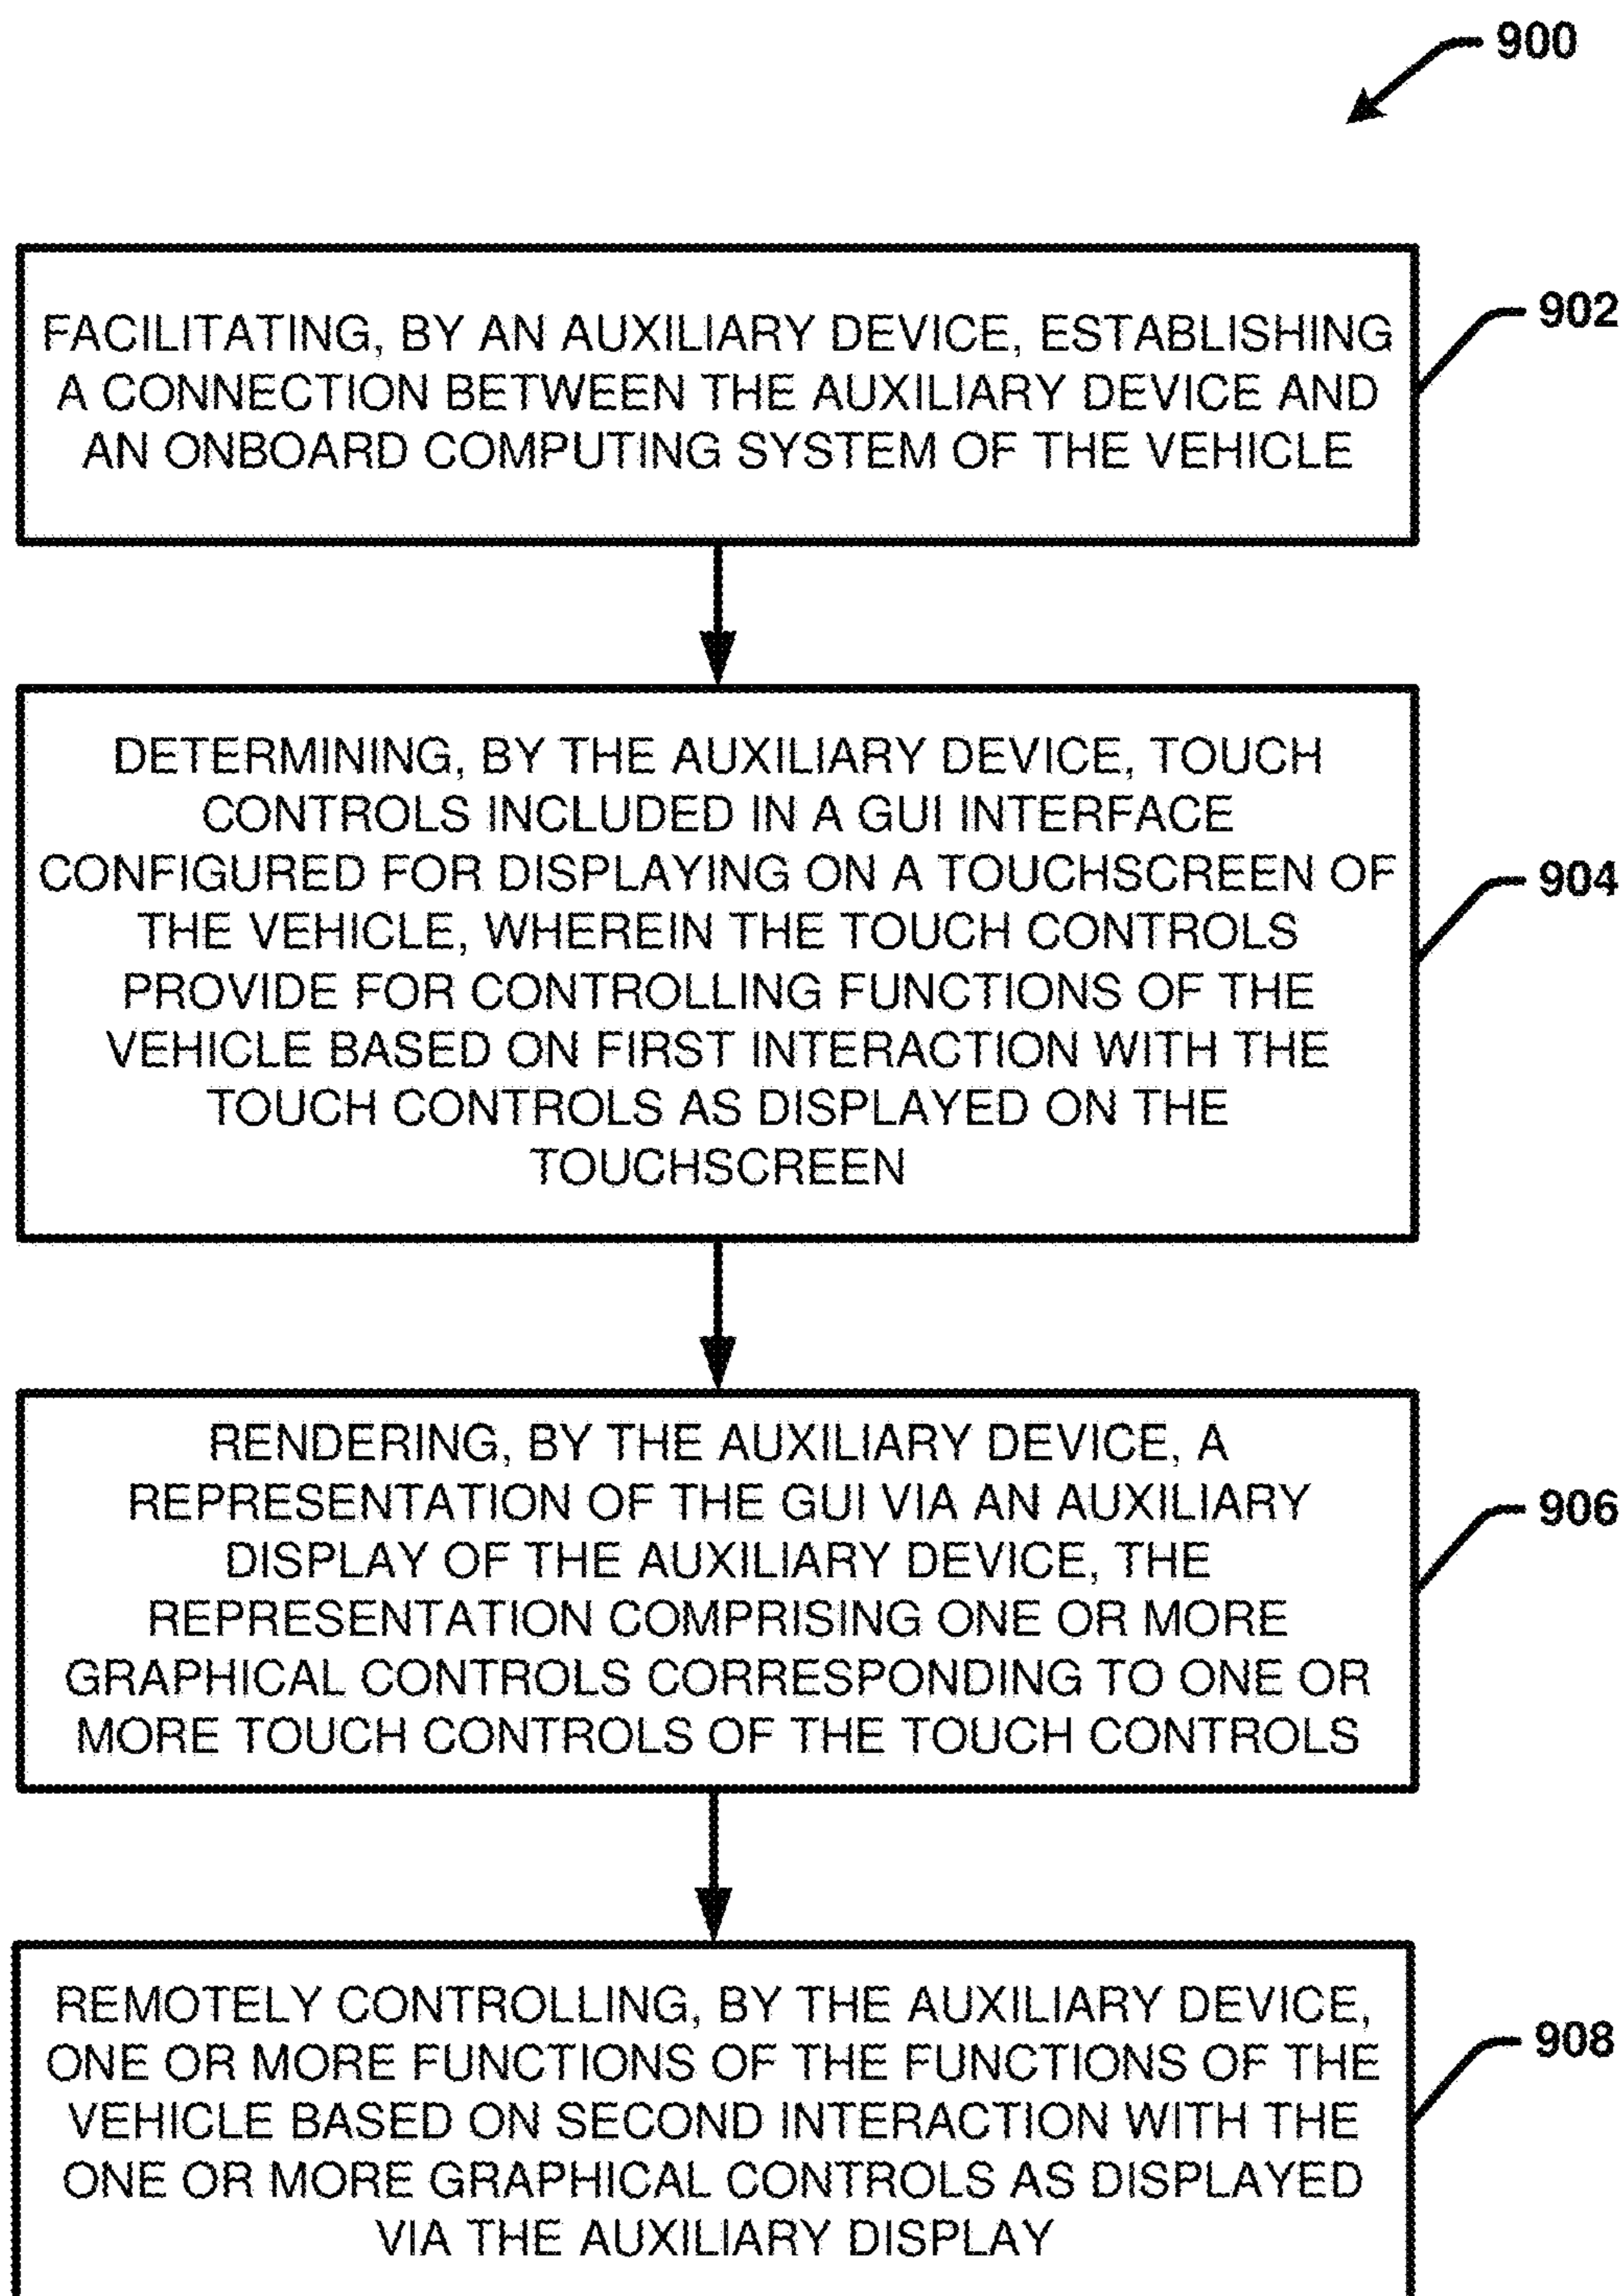 900
FACILITATING, BY AN AUXILIARY DEVICE, ESTABLISHING
A CONNECTION BETWEEN THE AUXILIARY DEVICE AND
AN ONBOARD COMPUTING SYSTEM OF THE VEHICLE
902
DETERMINING, BY THE AUXILIARY DEVICE, TOUCH
CONTROLS INCLUDED IN A GUI INTERFACE
CONFIGURED FOR DISPLAYING ON A TOUCHSCREEN OF
THE VEHICLE, WHEREIN THE TOUCH CONTROLS
PROVIDE FOR CONTROLLING FUNCTIONS OF THE
VEHICLE BASED ON FIRST INTERACTION WITH THE
TOUCH CONTROLS AS DISPLAYED ON THE
TOUCHSCREEN
904
RENDERING, BY THE AUXILIARY DEVICE, A
REPRESENTATION OF THE GUI VIA AN AUXILIARY
DISPLAY OF THE AUXILIARY DEVICE, THE
REPRESENTATION COMPRISING ONE OR MORE
GRAPHICAL CONTROLS CORRESPONDING TO ONE OR
MORE TOUCH CONTROLS OF THE TOUCH CONTROLS
906
REMOTELY CONTROLLING, BY THE AUXILIARY DEVICE,
ONE OR MORE FUNCTIONS OF THE FUNCTIONS OF THE
VEHICLE BASED ON SECOND INTERACTION WITH THE
ONE OR MORE GRAPHICAL CONTROLS AS DISPLAYED
VIA THE AUXILIARY DISPLAY
908